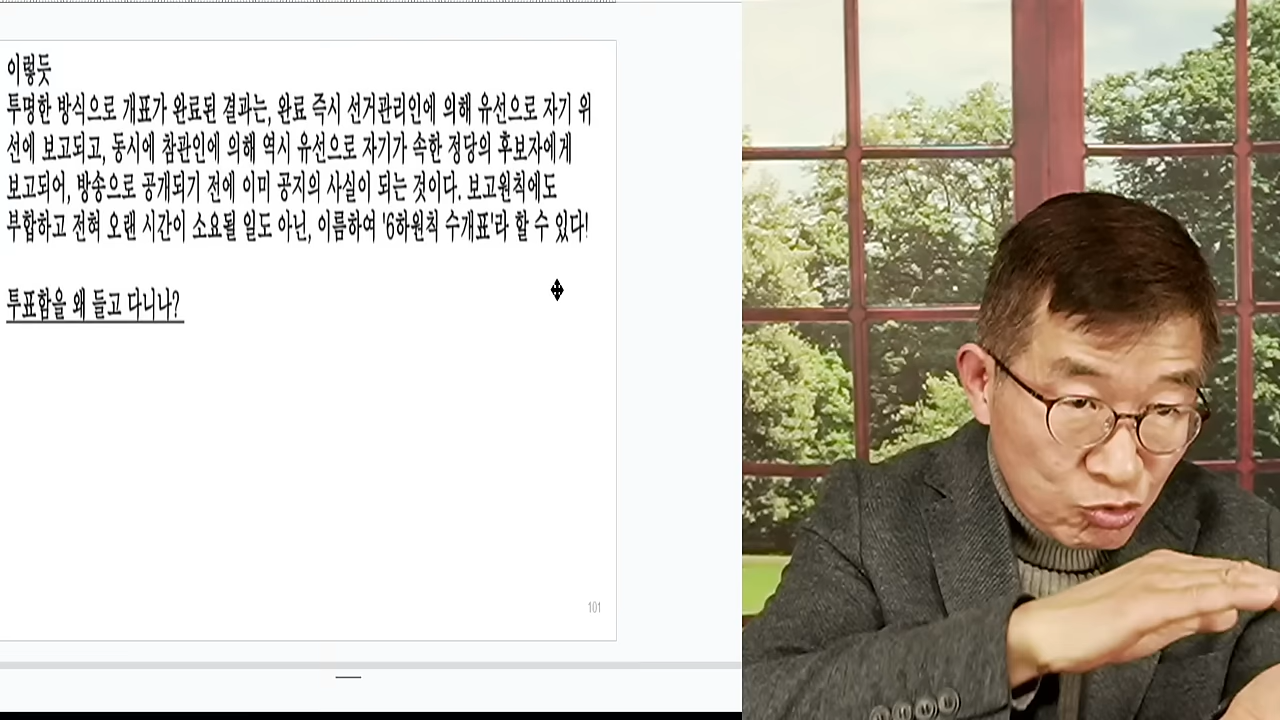 이렇듯
투명한 방식으로 개표가 완료된 결과는, 완료 즉시 선거관리인에 의해 유선으로 자기 위
선에 보고되고, 동시에 참관인에 의해 역시 유선으로 자기가 속한 정당의 후보자에게
보고되어, 방송으로 공개되기 전에 이미 공지의 사실이 되는 것이다. 보고원칙에도
부합하고 전혀 오랜 시간이 소요될 일도 아닌, 이름하여 '6하원칙 수개표'라 할 수 있다!
투표함을 왜 들고 다니나?
101